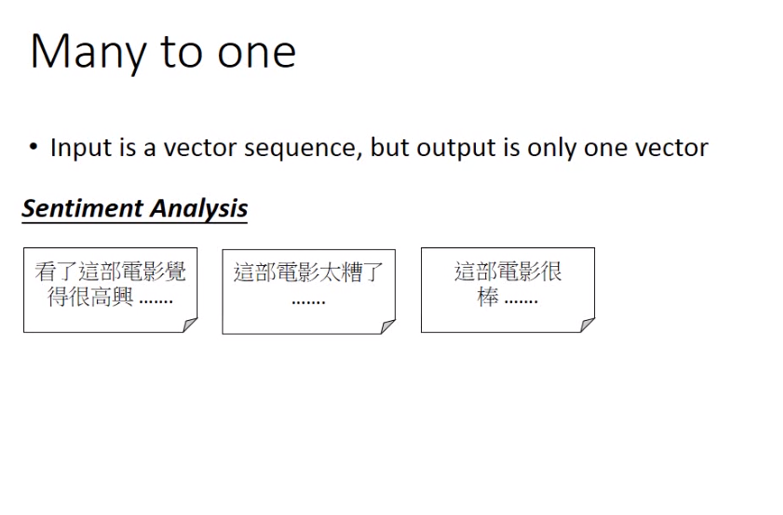 Many to one
• Input is a vector sequence, but output is only one vector
Sentiment Analysis
看了這部電影覺
得很高興 .......
這部電影太糟了
.......
這部電影很
棒 .......